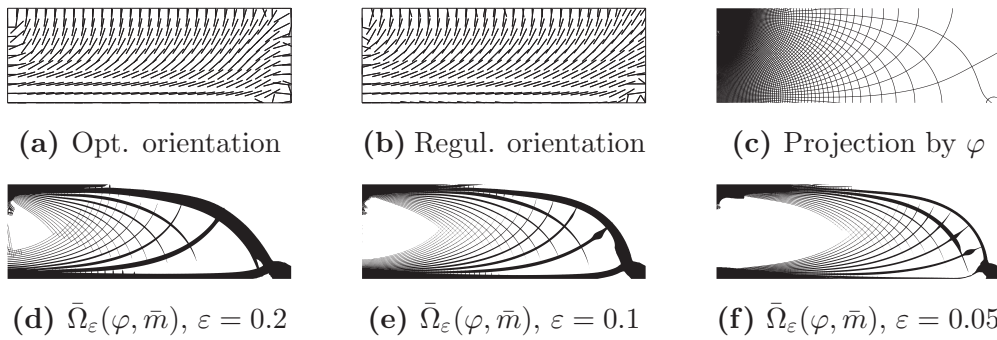 (a) Opt. orientation
(b) Regul. orientation
(c) Projection by φ
(d) Ω̄ε(φ, m̄), ε = 0.2
(e) Ω̄ε(φ, m̄), ε = 0.1
(f) Ω̄ε(φ, m̄), ε = 0.05